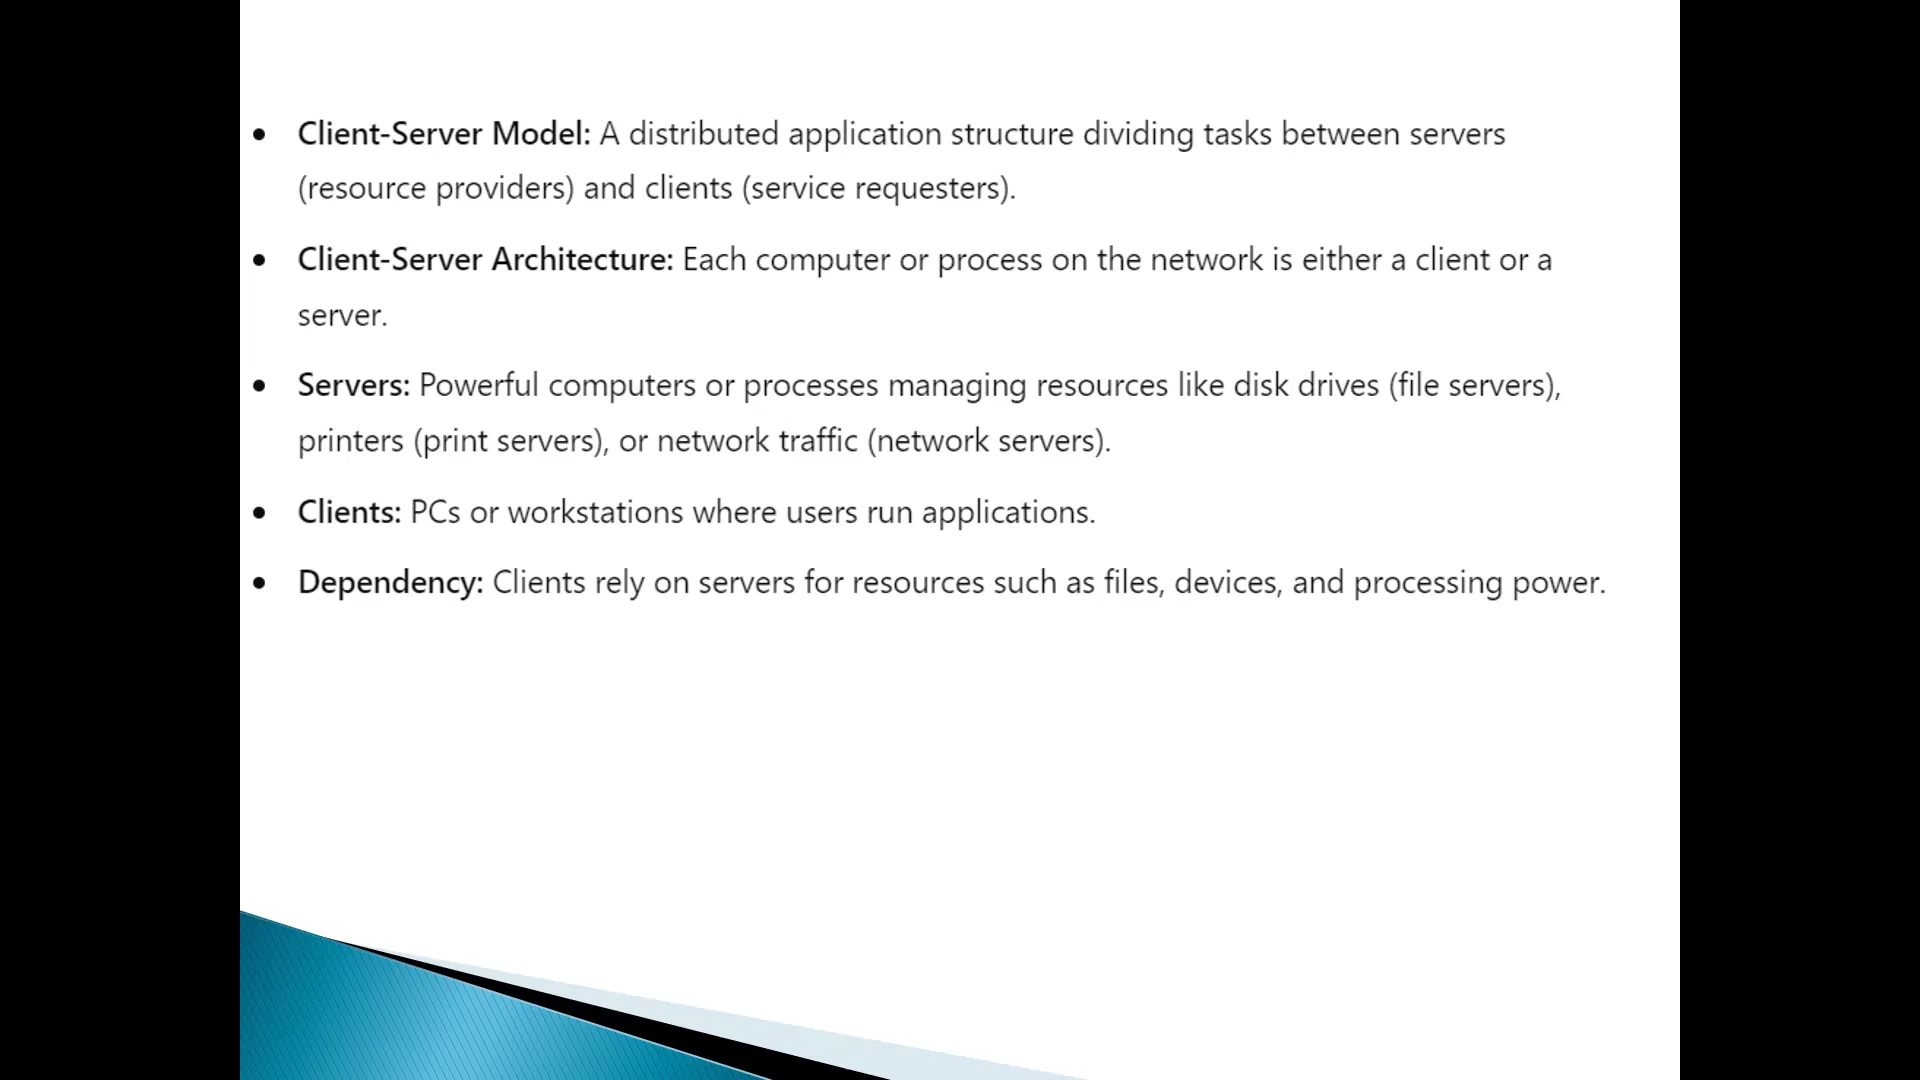 • Client-Server Model: A distributed application structure dividing tasks between servers
(resource providers) and clients (service requesters).
• Client-Server Architecture: Each computer or process on the network is either a client or a
server.
• Servers: Powerful computers or processes managing resources like disk drives (file servers),
printers (print servers), or network traffic (network servers).
• Clients: PCs or workstations where users run applications.
• Dependency: Clients rely on servers for resources such as files, devices, and processing power.